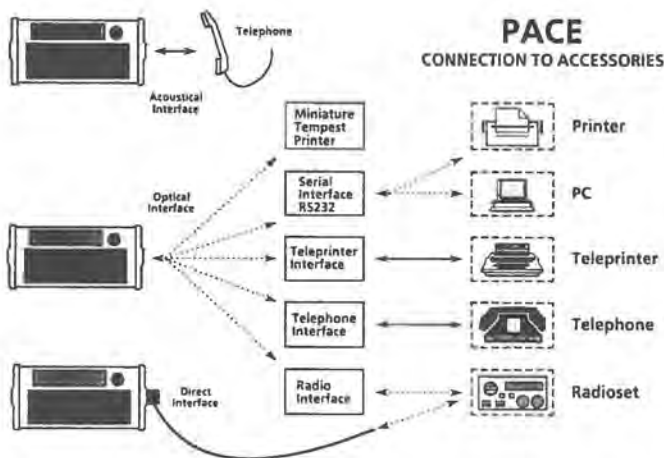 PACE
CONNECTION TO ACCESSORIES
Telephone
Acoustical
Interface
Miniature
Tempest
Printer
Printer
Optical
Interface
Serial
Interface
RS232
PC
Teleprinter
Interface
Teleprinter
Telephone
Interface
Telephone
Direct
Interface
Radio
Interface
Radioset